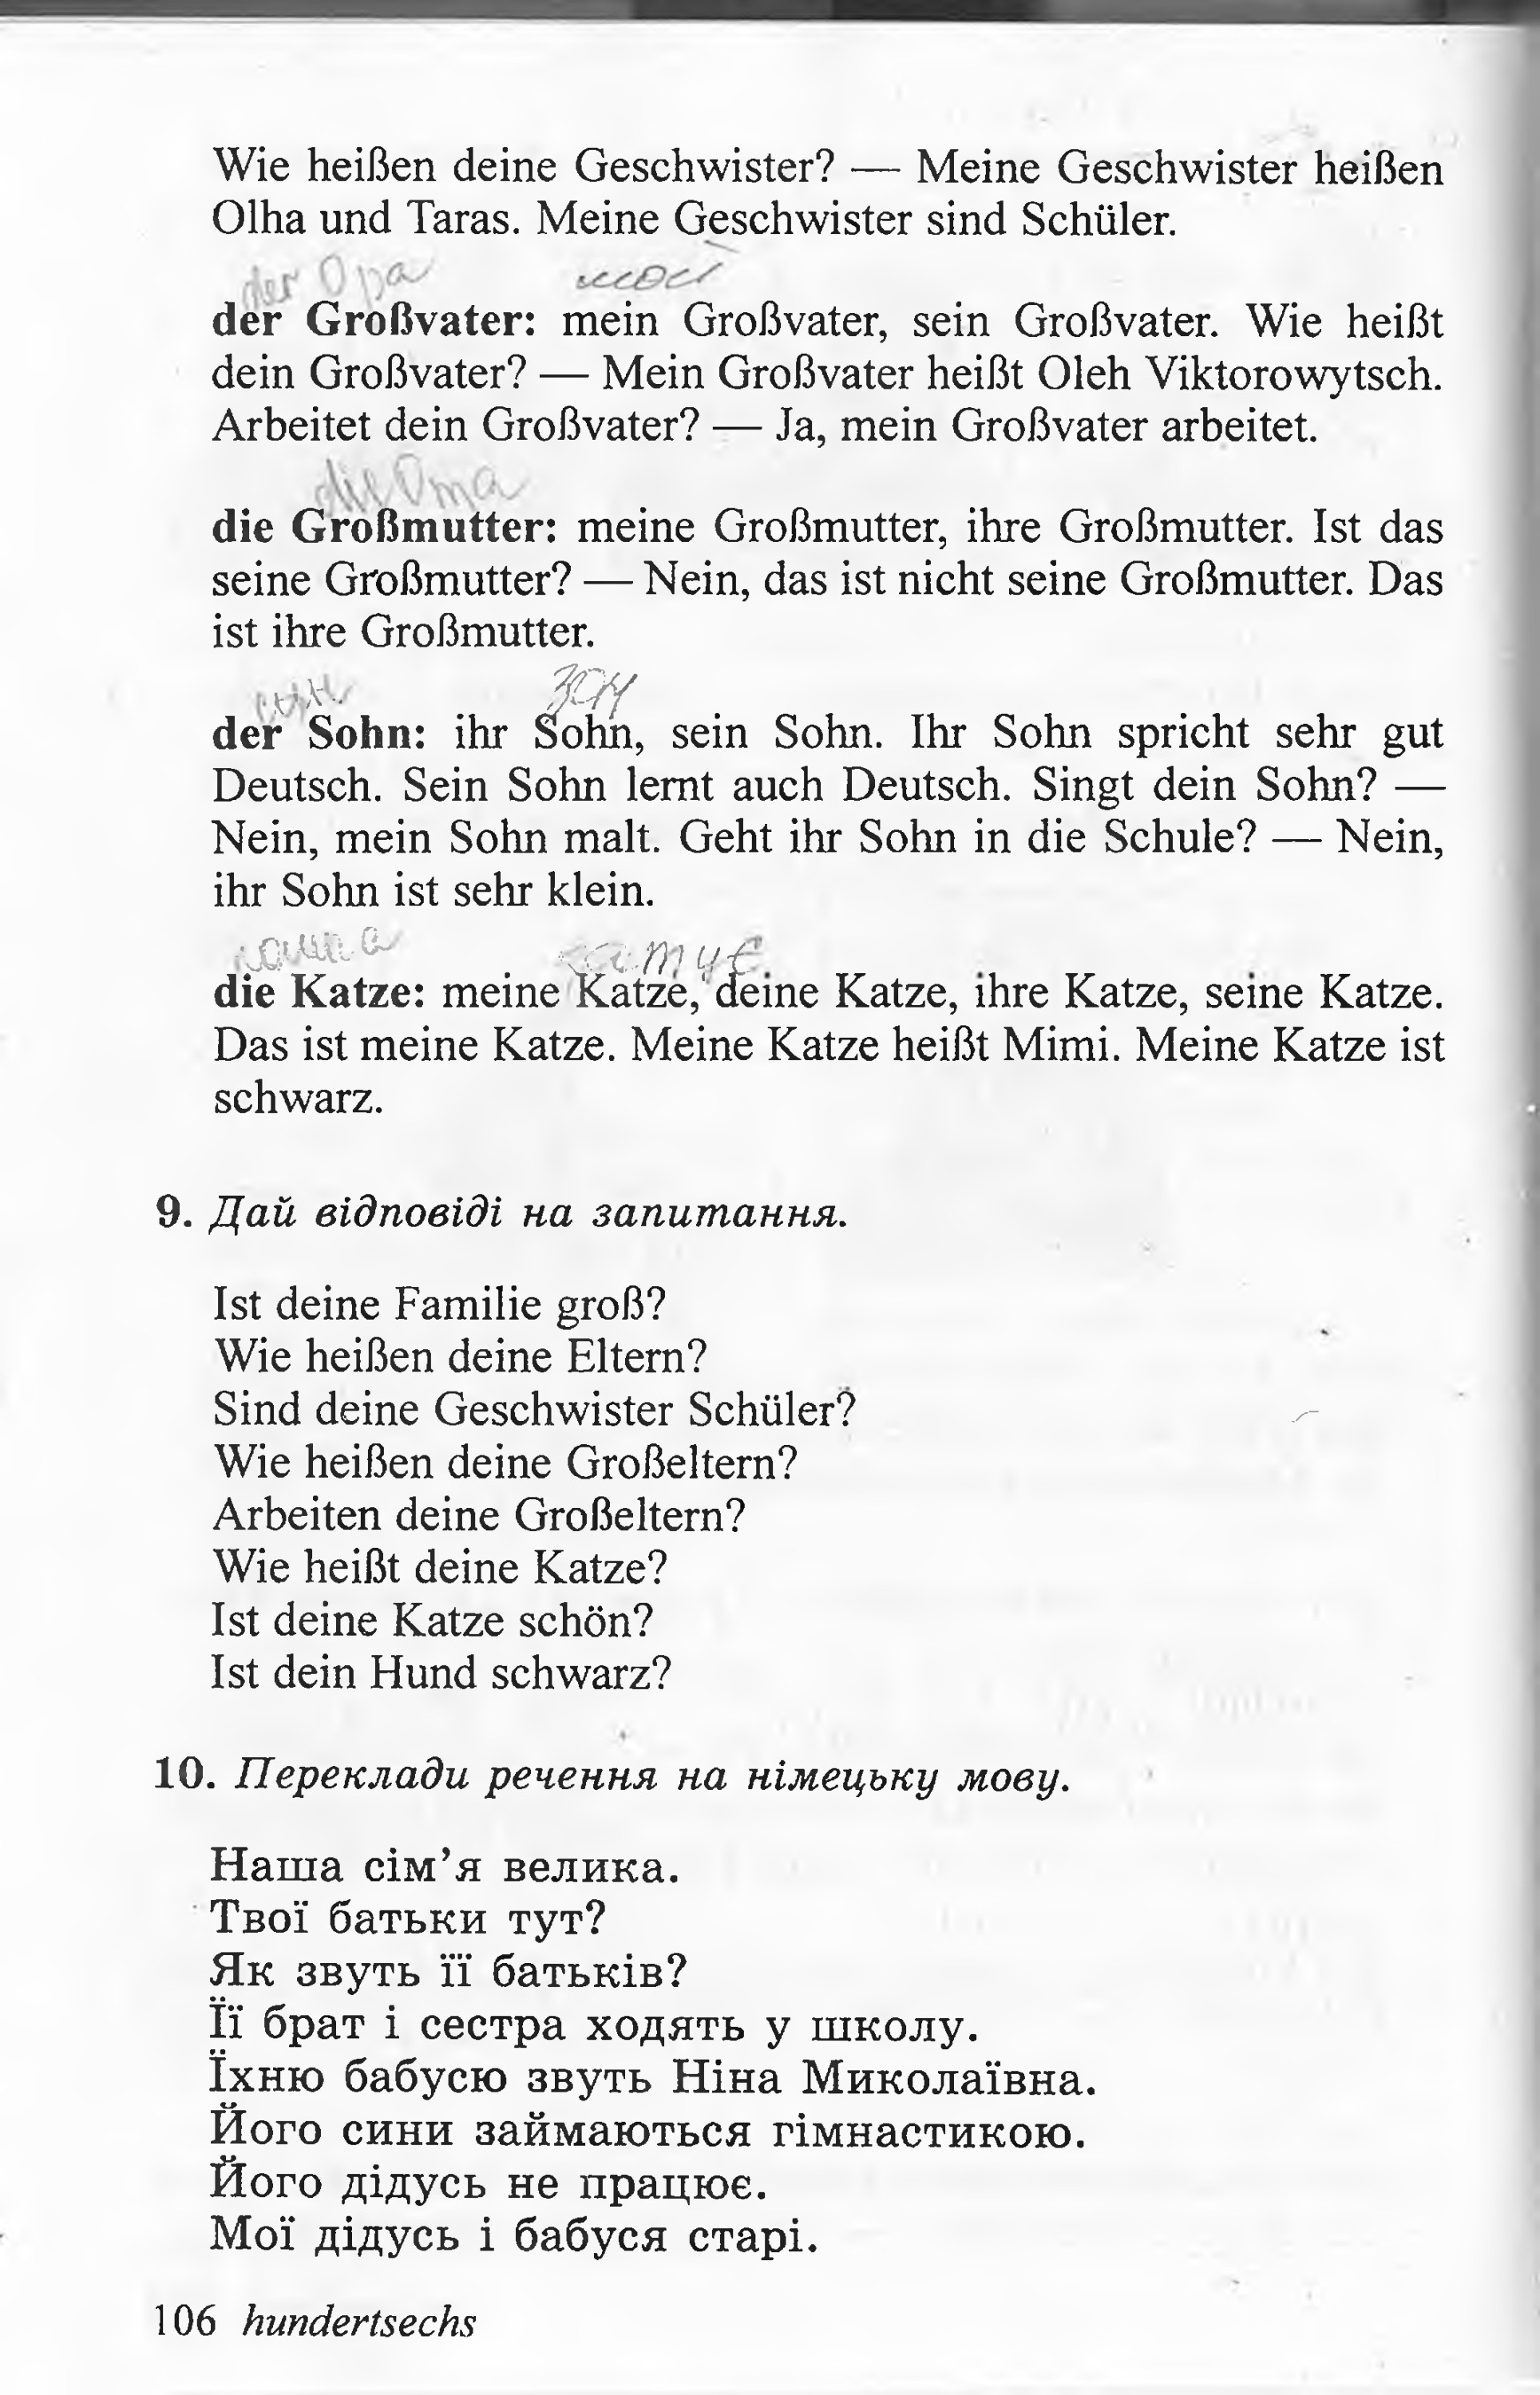 Wie heißen deine Geschwister? — Meine Geschwister heißen
Olha und Taras. Meine Geschwister sind Schüler.
der Opa
der Großvater: mein Großvater, sein Großvater. Wie heißt
dein Großvater? — Mein Großvater heißt Oleh Viktorowytsch.
Arbeitet dein Großvater? — Ja, mein Großvater arbeitet.
die Oma
die Großmutter: meine Großmutter, ihre Großmutter. Ist das
seine Großmutter? — Nein, das ist nicht seine Großmutter. Das
ist ihre Großmutter.
der Sohn: ihr Sohn, sein Sohn. Ihr Sohn spricht sehr gut
Deutsch. Sein Sohn lernt auch Deutsch. Singt dein Sohn? —
Nein, mein Sohn malt. Geht ihr Sohn in die Schule? — Nein,
ihr Sohn ist sehr klein.
die Katze: meine Katze, deine Katze, ihre Katze, seine Katze.
Das ist meine Katze. Meine Katze heißt Mimi. Meine Katze ist
schwarz.
9. Дай відповіді на запитання.
Ist deine Familie groß?
Wie heißen deine Eltern?
Sind deine Geschwister Schüler?
Wie heißen deine Großeltern?
Arbeiten deine Großeltern?
Wie heißt deine Katze?
Ist deine Katze schön?
Ist dein Hund schwarz?
10. Переклади речення на німецьку мову.
Наша сім’я велика.
Твої батьки тут?
Як звуть її батьків?
Її брат і сестра ходять у школу.
Їхню бабусю звуть Ніна Миколаївна.
Його сини займаються гімнастикою.
Його дідусь не працює.
Мої дідусь і бабуся старі.
106 hundertsechs